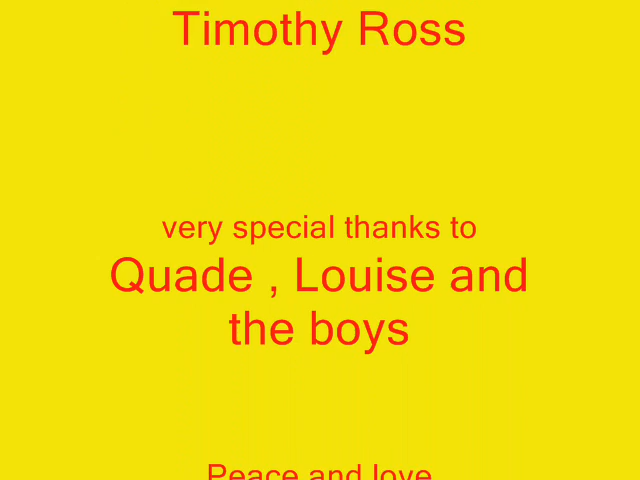 Timothy Ross
very special thanks to
Quade , Louise and
the boys
Peace and love